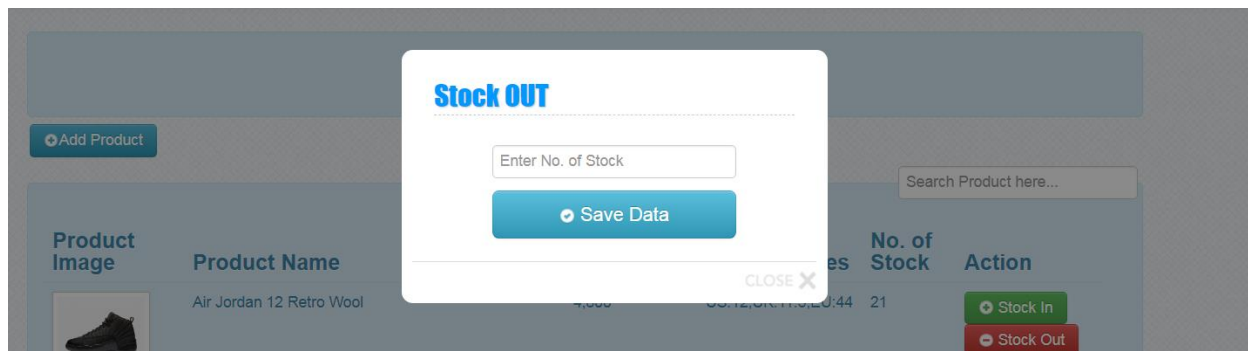 Stock OUT
Add Product
Enter No. of Stock
Search Product here...
Save Data
Product
Image
Product Name
No. of
Stock
Action
CLOSE
Air Jordan 12 Retro Wool
21
Stock In
Stock Out